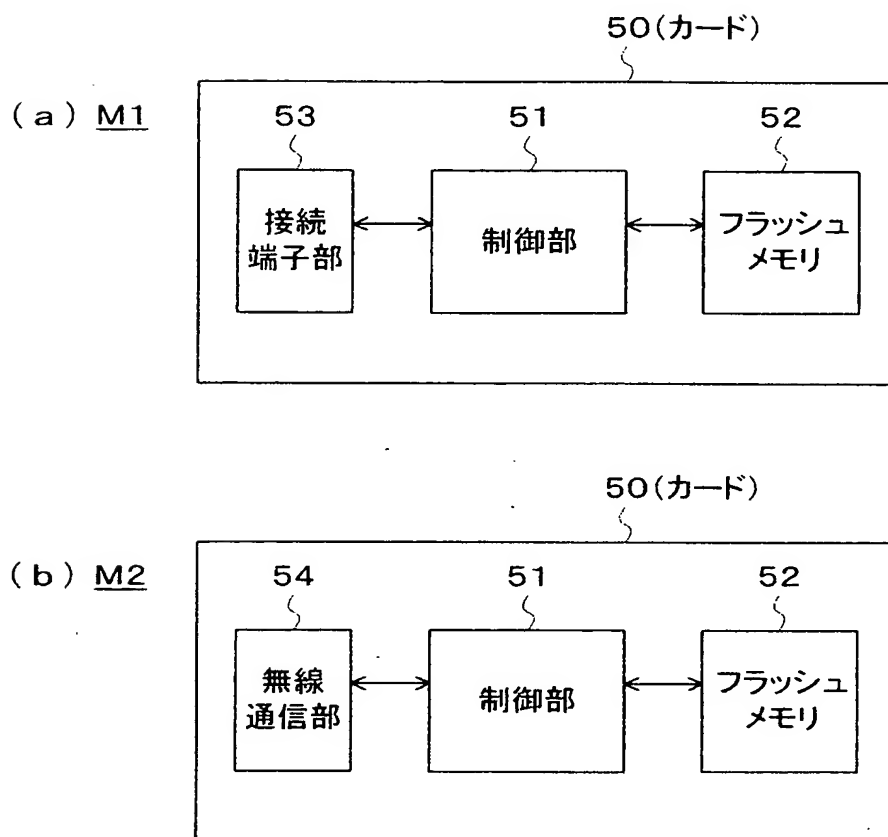 50(カード)
(a) M1
53
51
52
接続
端子部
制御部
フラッシュ
メモリ
50(カード)
(b) M2
54
51
52
無線
通信部
制御部
フラッシュ
メモリ